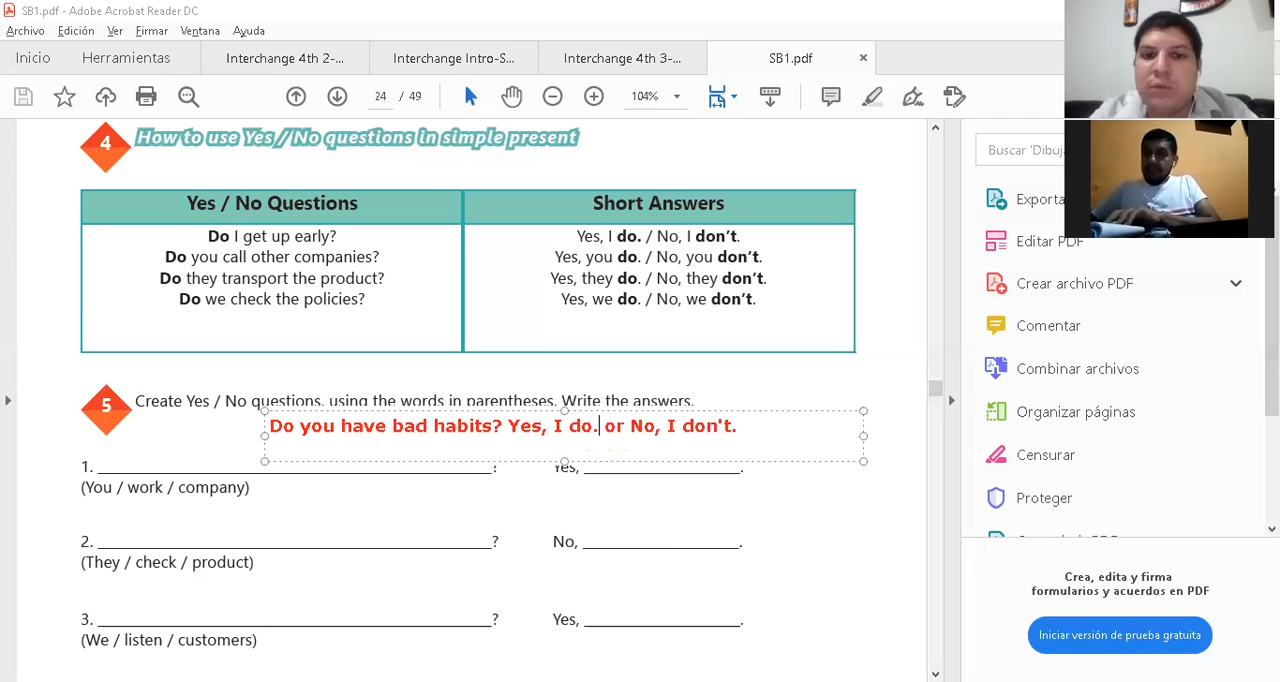 SB1.pdf - Adobe Acrobat Reader DC
Archivo Edición Ver Firmar Ventana Ayuda
Inicio Herramientas Interchange 4th 2-... Interchange Intro-S... Interchange 4th 3-... SB1.pdf
24 / 49 104%
4 How to use Yes / No questions in simple present
Yes / No Questions Short Answers
Do I get up early? Yes, I do. / No, I don't.
Do you call other companies? Yes, you do. / No, you don't.
Do they transport the product? Yes, they do. / No, they don't.
Do we check the policies? Yes, we do. / No, we don't.
5 Create Yes / No questions, using the words in parentheses. Write the answers.
Do you have bad habits? Yes, I do. or No, I don't.
1. ? Yes, .
(You / work / company)
2. ? No, .
(They / check / product)
3. ? Yes, .
(We / listen / customers)
Buscar 'Dibuj
Exporta
Editar PDF
Crear archivo PDF
Comentar
Combinar archivos
Organizar páginas
Censurar
Proteger
Crea, edita y firma
formularios y acuerdos en PDF
Iniciar versión de prueba gratuita